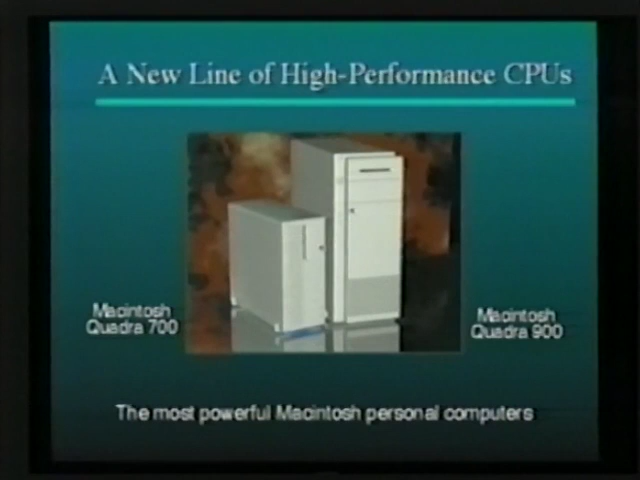 A New Line of High-Performance CPUs
Macintosh
Quadra 700
Macintosh
Quadra 900
The most powerful Macintosh personal computers